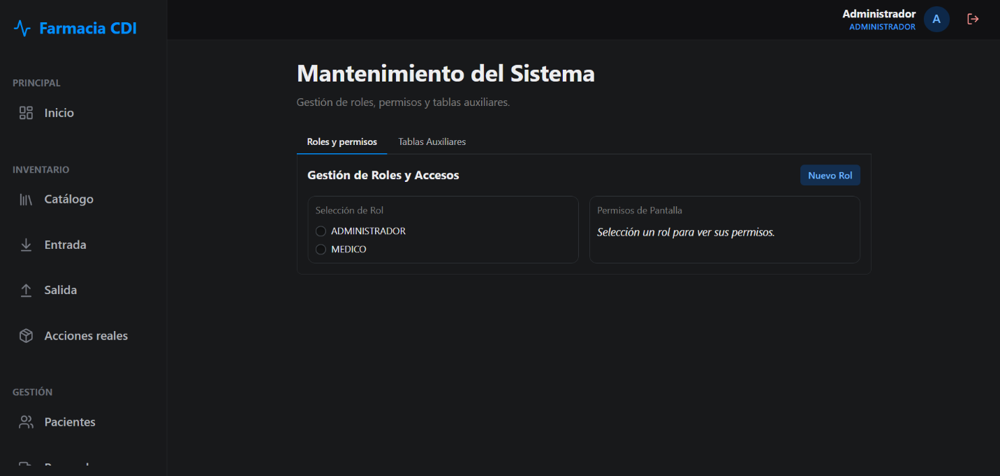 Farmacia CDI
Administrador
ADMINISTRADOR
A
PRINCIPAL
Inicio
INVENTARIO
Catálogo
Entrada
Salida
Acciones reales
GESTIÓN
Pacientes
Mantenimiento del Sistema
Gestión de roles, permisos y tablas auxiliares.
Roles y permisos
Tablas Auxiliares
Gestión de Roles y Accesos
Nuevo Rol
Selección de Rol
ADMINISTRADOR
MEDICO
Permisos de Pantalla
Selección un rol para ver sus permisos.